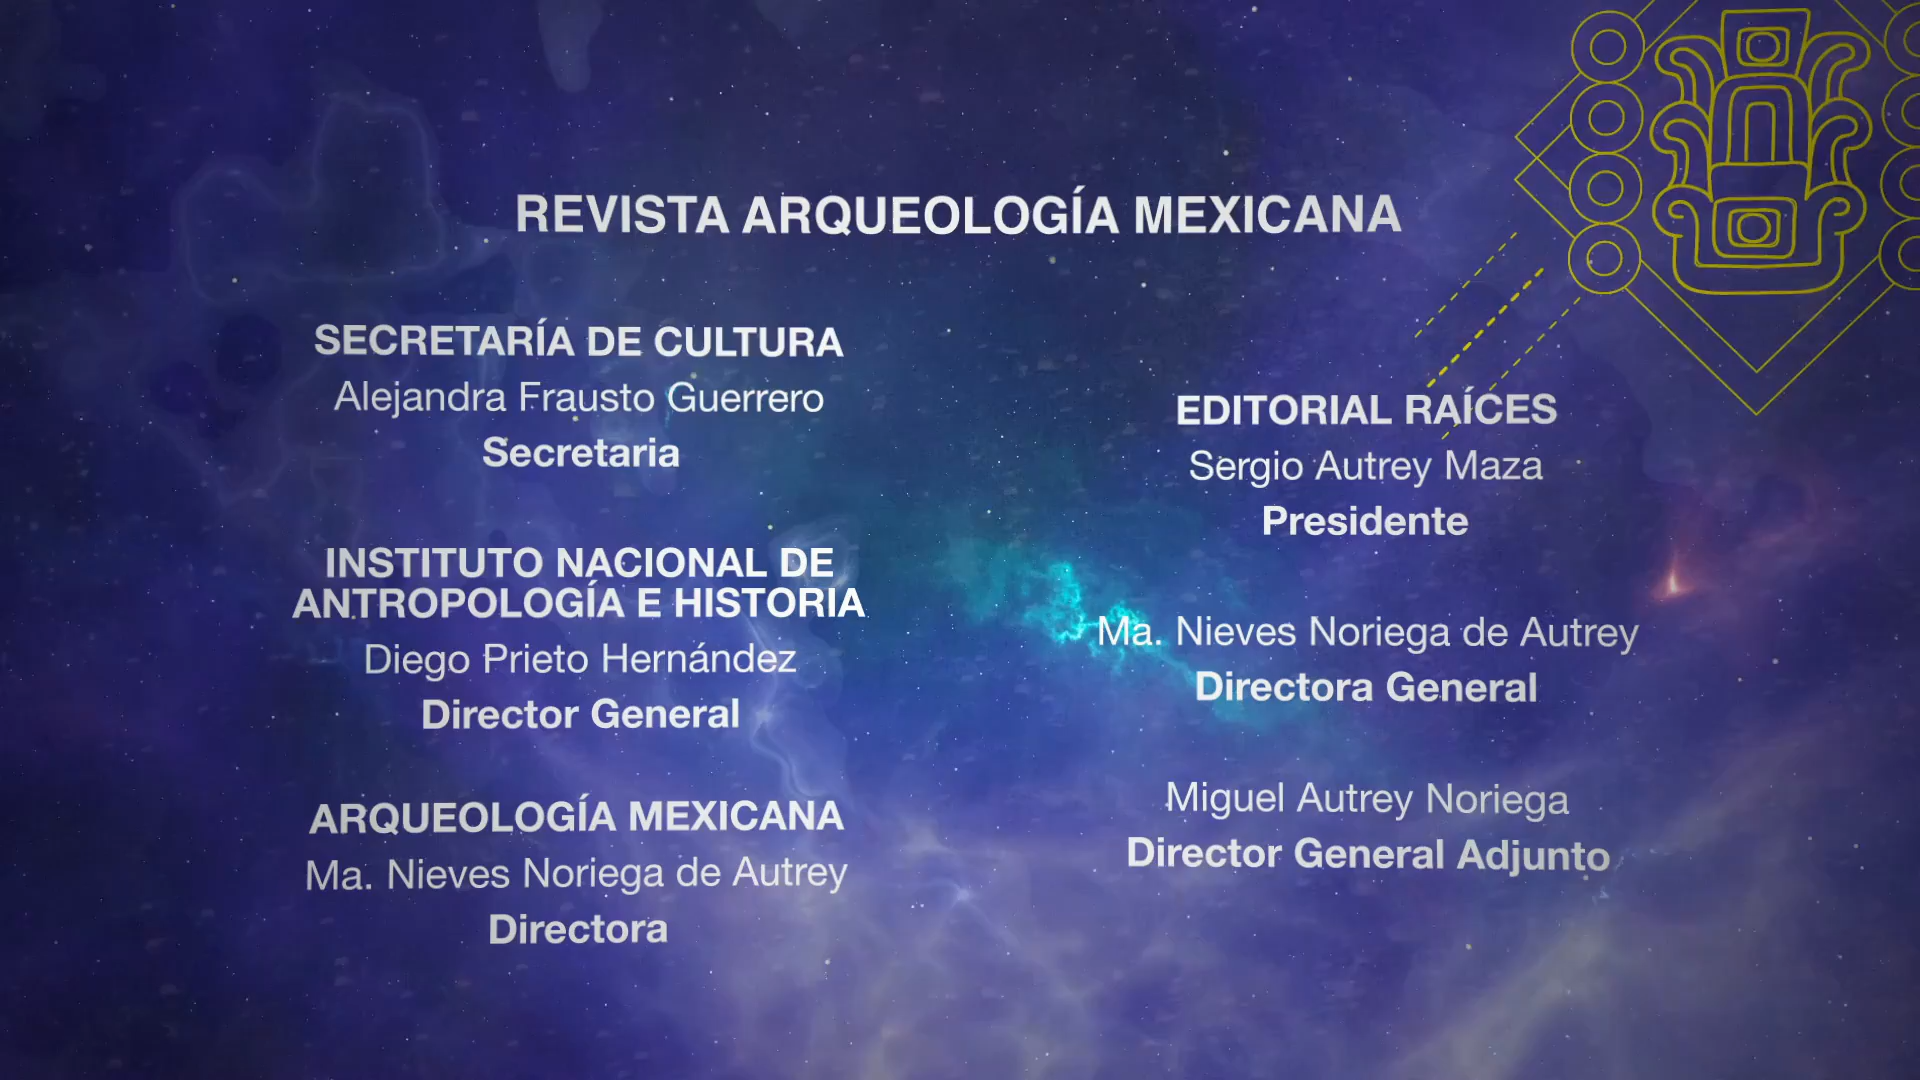 REVISTA ARQUEOLOGÍA MEXICANA
SECRETARÍA DE CULTURA
Alejandra Frausto Guerrero
Secretaria
INSTITUTO NACIONAL DE
ANTROPOLOGÍA E HISTORIA
Diego Prieto Hernández
Director General
ARQUEOLOGÍA MEXICANA
Ma. Nieves Noriega de Autrey
Directora
EDITORIAL RAÍCES
Sergio Autrey Maza
Presidente
Ma. Nieves Noriega de Autrey
Directora General
Miguel Autrey Noriega
Director General Adjunto